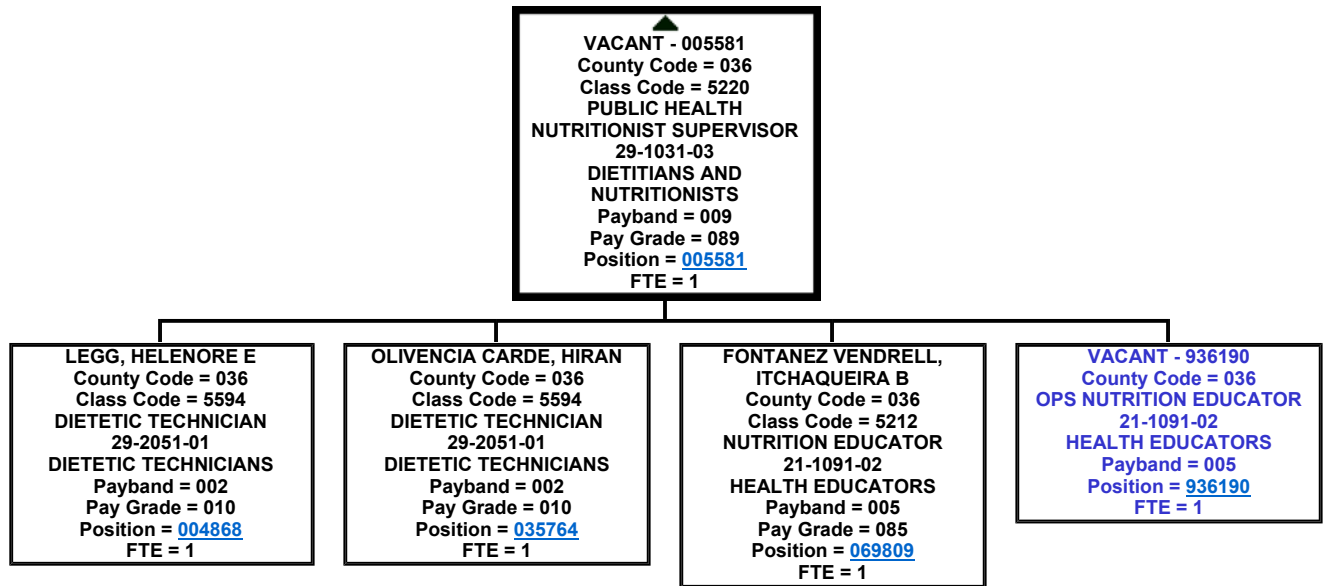 VACANT - 005581
County Code = 036
Class Code = 5220
PUBLIC HEALTH
NUTRITIONIST SUPERVISOR
29-1031-03
DIETITIANS AND
NUTRITIONISTS
Payband = 009
Pay Grade = 089
Position = 005581
FTE = 1
LEGG, HELENORE E
County Code = 036
Class Code = 5594
DIETETIC TECHNICIAN
29-2051-01
DIETETIC TECHNICIANS
Payband = 002
Pay Grade = 010
Position = 004868
FTE = 1
OLIVENCIA CARDE, HIRAN
County Code = 036
Class Code = 5594
DIETETIC TECHNICIAN
29-2051-01
DIETETIC TECHNICIANS
Payband = 002
Pay Grade = 010
Position = 035764
FTE = 1
FONTANEZ VENDRELL,
ITCHAQUEIRA B
County Code = 036
Class Code = 5212
NUTRITION EDUCATOR
21-1091-02
HEALTH EDUCATORS
Payband = 005
Pay Grade = 085
Position = 069809
FTE = 1
VACANT - 936190
County Code = 036
OPS NUTRITION EDUCATOR
21-1091-02
HEALTH EDUCATORS
Payband = 005
Position = 936190
FTE = 1